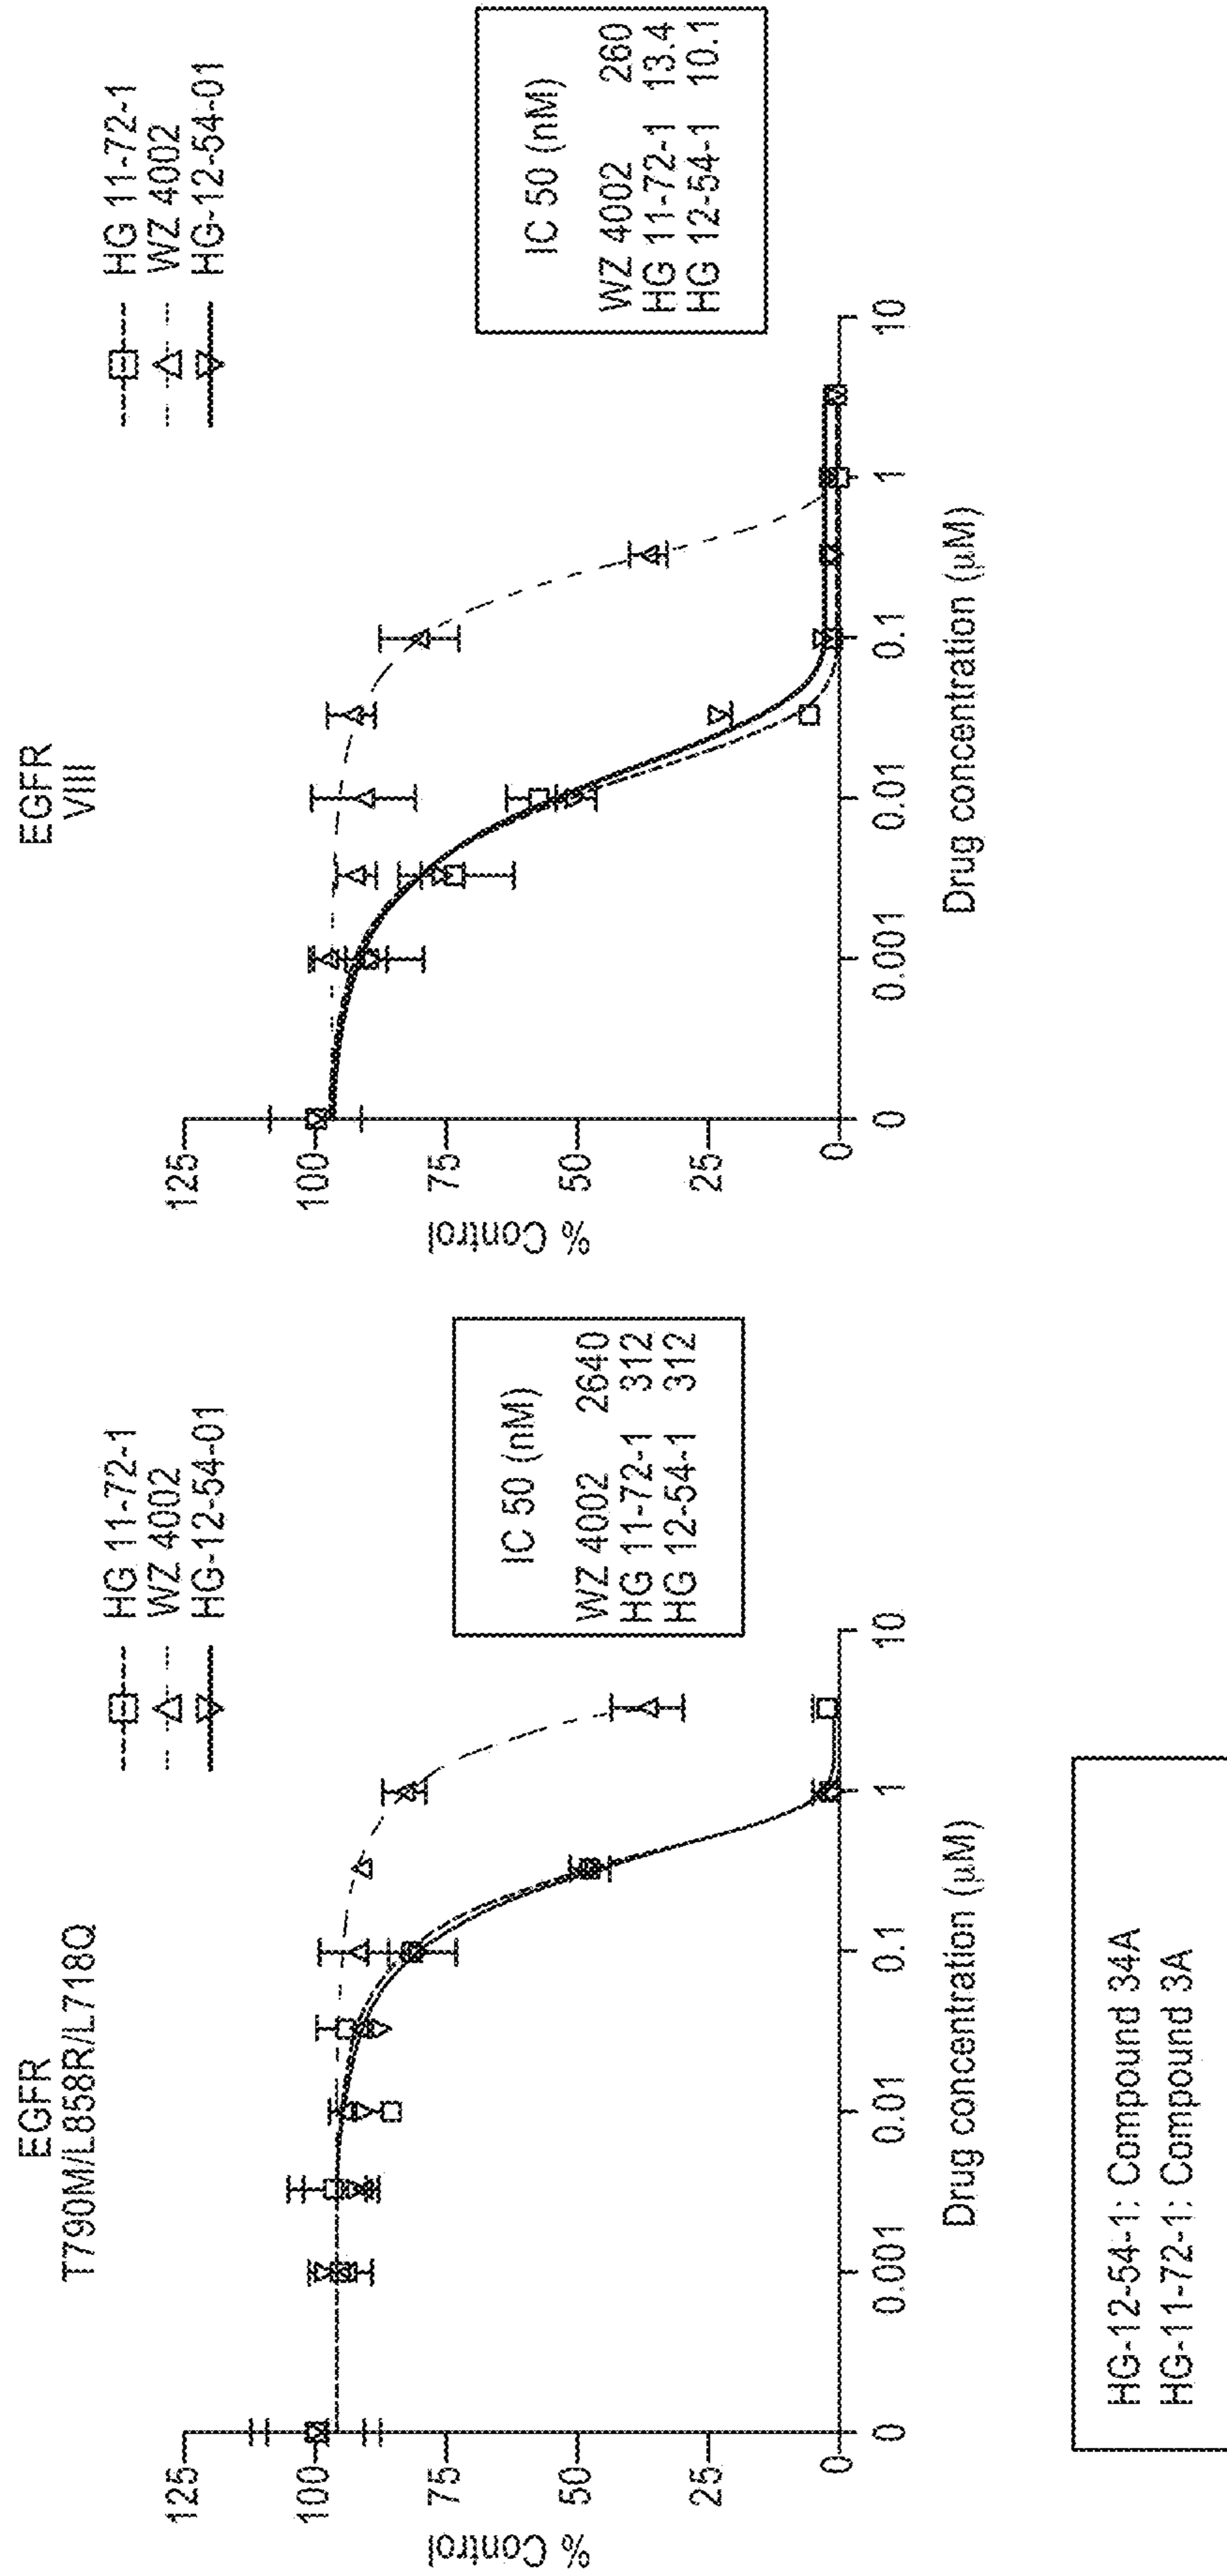 EGFR
T790M/L858R/L718Q
HG 11-72-1
WZ 4002
HG-12-54-01
125
100
75
50
25
0
% Control
0
0.001
0.01
0.1
1
10
Drug concentration (µM)
IC 50 (nM)
WZ 4002 2640
HG 11-72-1 312
HG 12-54-1 312
EGFR
VIII
HG 11-72-1
WZ 4002
HG-12-54-01
125
100
75
50
25
0
% Control
0
0.001
0.01
0.1
1
10
Drug concentration (µM)
IC 50 (nM)
WZ 4002 260
HG 11-72-1 13.4
HG 12-54-1 10.1
HG-12-54-1: Compound 34A
HG-11-72-1: Compound 3A